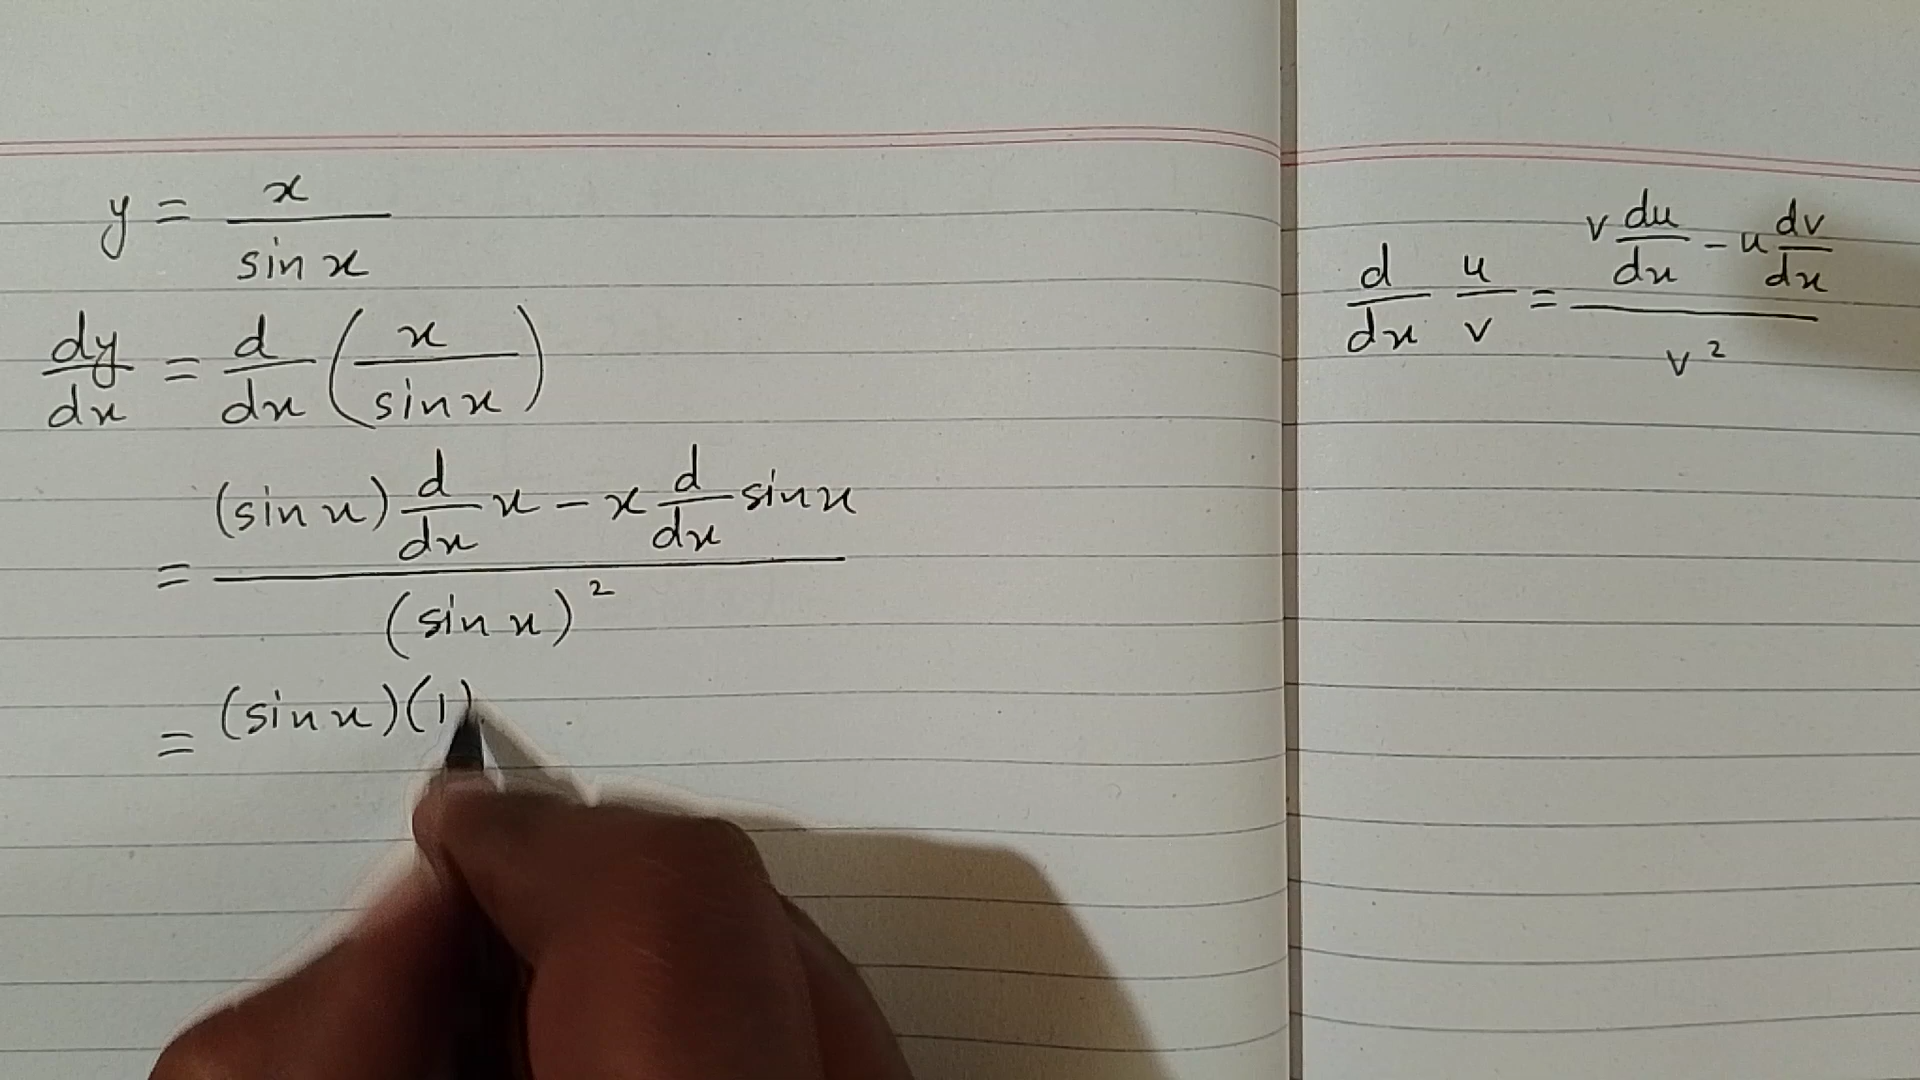 y = x / sin x
dy/dx = d/dx (x / sin x)
= ((sin x) d/dx x - x d/dx sin x) / (sin x)²
= (sin x)(1)
d/dx u/v = (v du/dx - u dv/dx) / v²